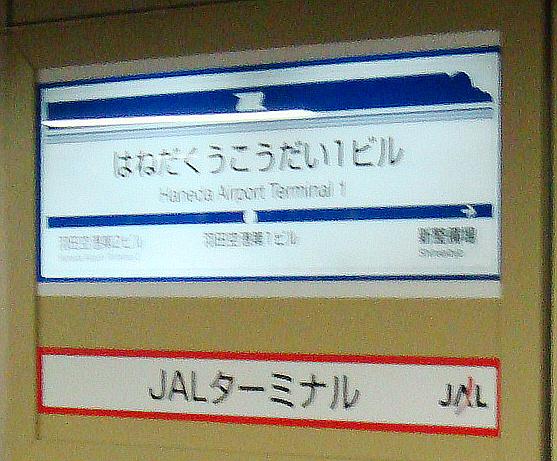 はねだくうこうだい1ビル
Haneda Airport Terminal 1
羽田空港第2ビル 羽田空港第1ビル 新整備場
JALターミナル JAL